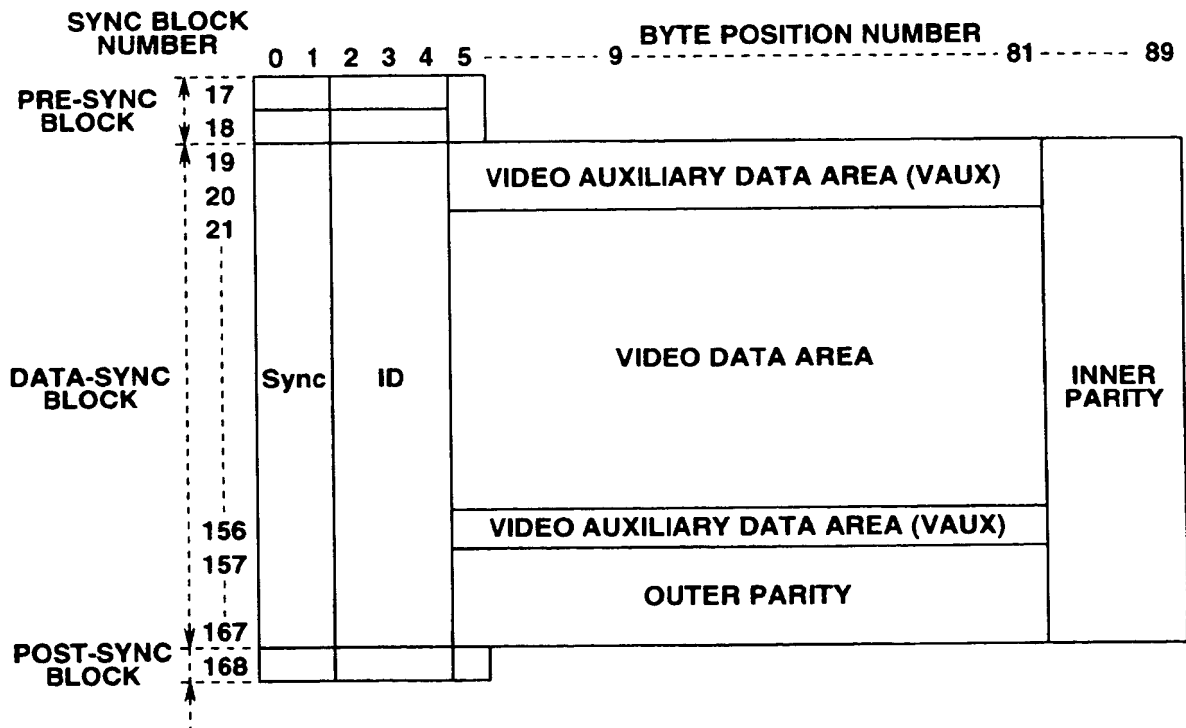 SYNC BLOCK
NUMBER
BYTE POSITION NUMBER
0 1 2 3 4 5 9 81 89
PRE-SYNC
BLOCK
17
18
19
20
21
VIDEO AUXILIARY DATA AREA (VAUX)
DATA-SYNC
BLOCK
Sync
ID
VIDEO DATA AREA
INNER
PARITY
156
VIDEO AUXILIARY DATA AREA (VAUX)
157
OUTER PARITY
167
POST-SYNC
BLOCK
168